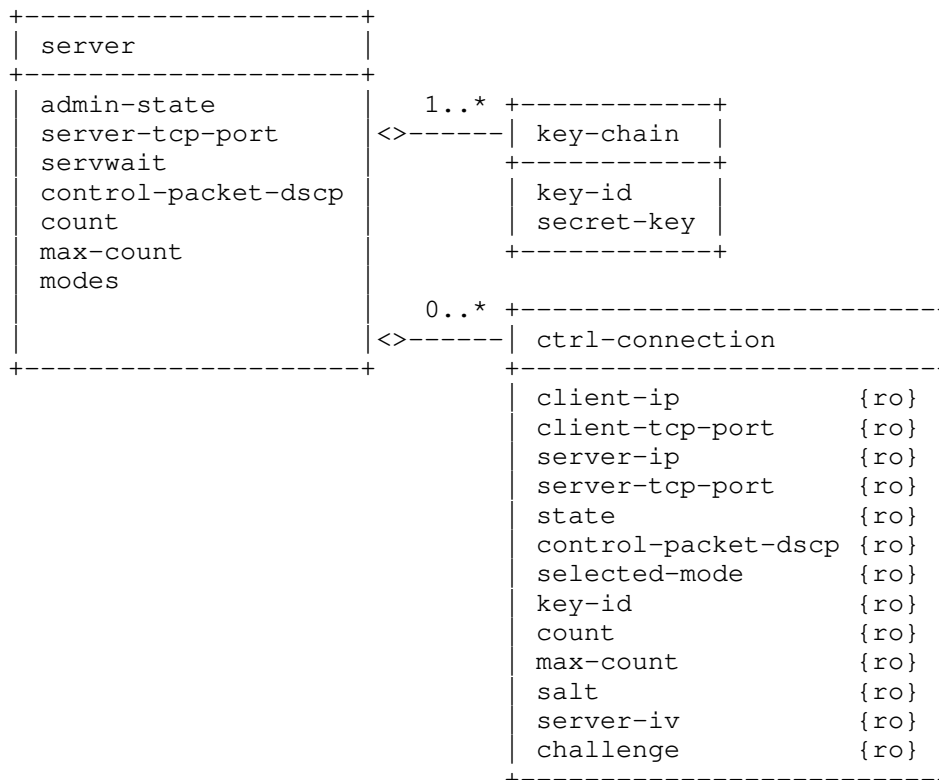 +---------------------+
| server              |
+---------------------+
| admin-state         |   1..* +------------+
| server-tcp-port     |<>------| key-chain  |
| servwait            |        +------------+
| control-packet-dscp |        | key-id     |
| count               |        | secret-key |
| max-count           |        +------------+
| modes               |
|                     |   0..* +--------------------------
|                     |<>------| ctrl-connection
+---------------------+        +--------------------------
                               | client-ip           {ro}
                               | client-tcp-port     {ro}
                               | server-ip           {ro}
                               | server-tcp-port     {ro}
                               | state               {ro}
                               | control-packet-dscp {ro}
                               | selected-mode       {ro}
                               | key-id              {ro}
                               | count               {ro}
                               | max-count           {ro}
                               | salt                {ro}
                               | server-iv           {ro}
                               | challenge           {ro}
                               +--------------------------